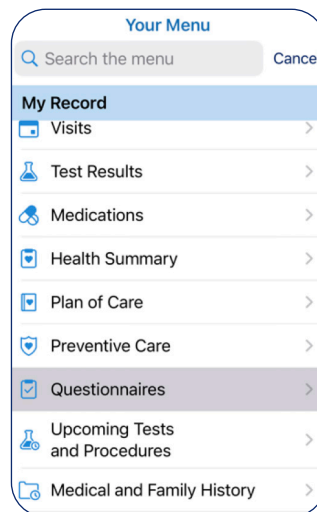 Your Menu
Search the menu
Cance
My Record
Visits
Test Results
Medications
Health Summary
Plan of Care
Preventive Care
Questionnaires
Upcoming Tests
and Procedures
Medical and Family History